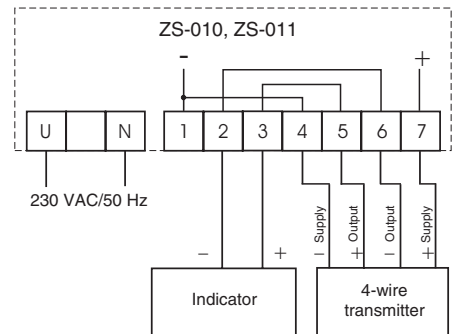 ZS-010, ZS-011
- +
U N 1 2 3 4 5 6 7
230 VAC/50 Hz
− Supply
+ Output
− Output
+ Supply
− +
Indicator
4-wire
transmitter